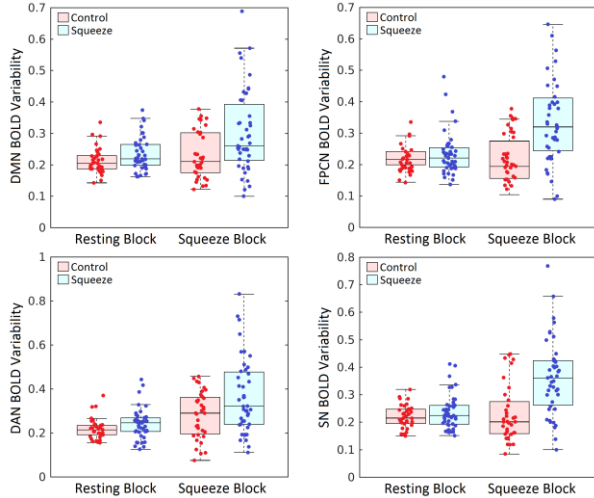 0.7
0.6
0.5
0.4
0.3
0.2
0.1
0
DMN BOLD Variability
Control
Squeeze
Resting Block
Squeeze Block
0.7
0.6
0.5
0.4
0.3
0.2
0.1
0
FPCN BOLD Variability
Control
Squeeze
Resting Block
Squeeze Block
1
0.8
0.6
0.4
0.2
0
DAN BOLD Variability
Control
Squeeze
Resting Block
Squeeze Block
0.8
0.7
0.6
0.5
0.4
0.3
0.2
0.1
0
SN BOLD Variability
Control
Squeeze
Resting Block
Squeeze Block